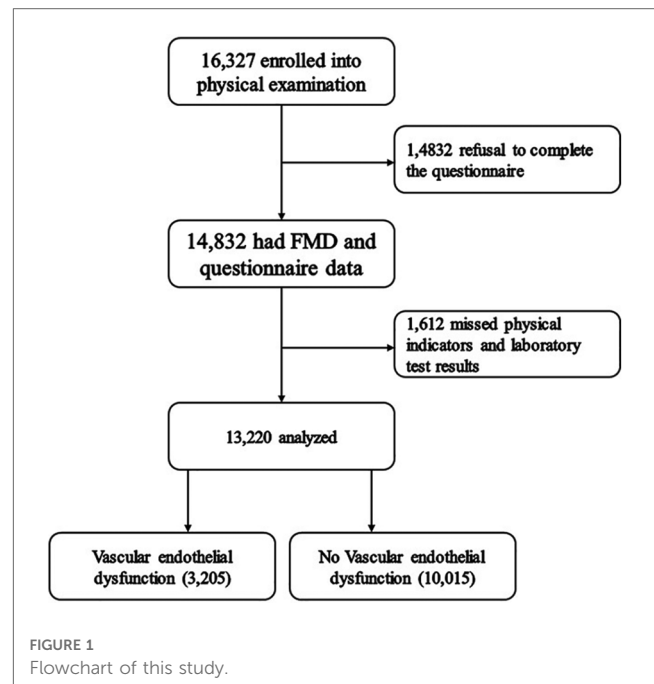 16,327 enrolled into
physical examination
1,4832 refusal to complete
the questionnaire
14,832 had FMD and
questionnaire data
1,612 missed physical
indicators and laboratory
test results
13,220 analyzed
Vascular endothelial
dysfunction (3,205)
No Vascular endothelial
dysfunction (10,015)
FIGURE 1
Flowchart of this study.